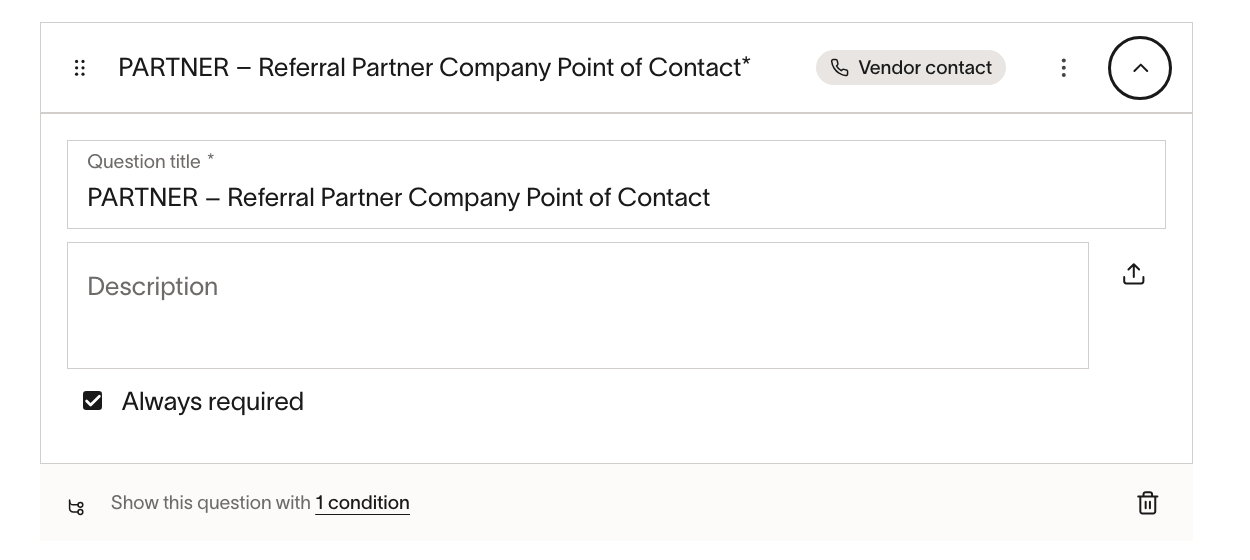 PARTNER – Referral Partner Company Point of Contact*
Vendor contact
Question title *
PARTNER – Referral Partner Company Point of Contact
Description
Always required
Show this question with 1 condition